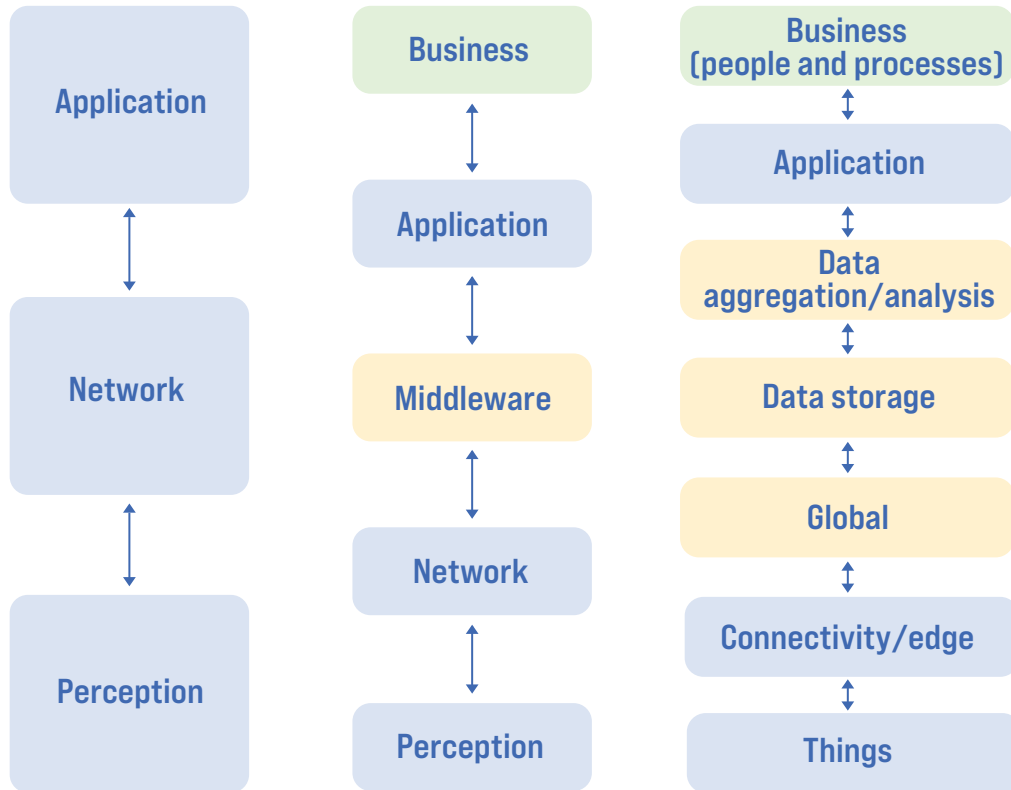 Application
Network
Perception
Business
Application
Middleware
Network
Perception
Business
(people and processes)
Application
Data
aggregation/analysis
Data storage
Global
Connectivity/edge
Things